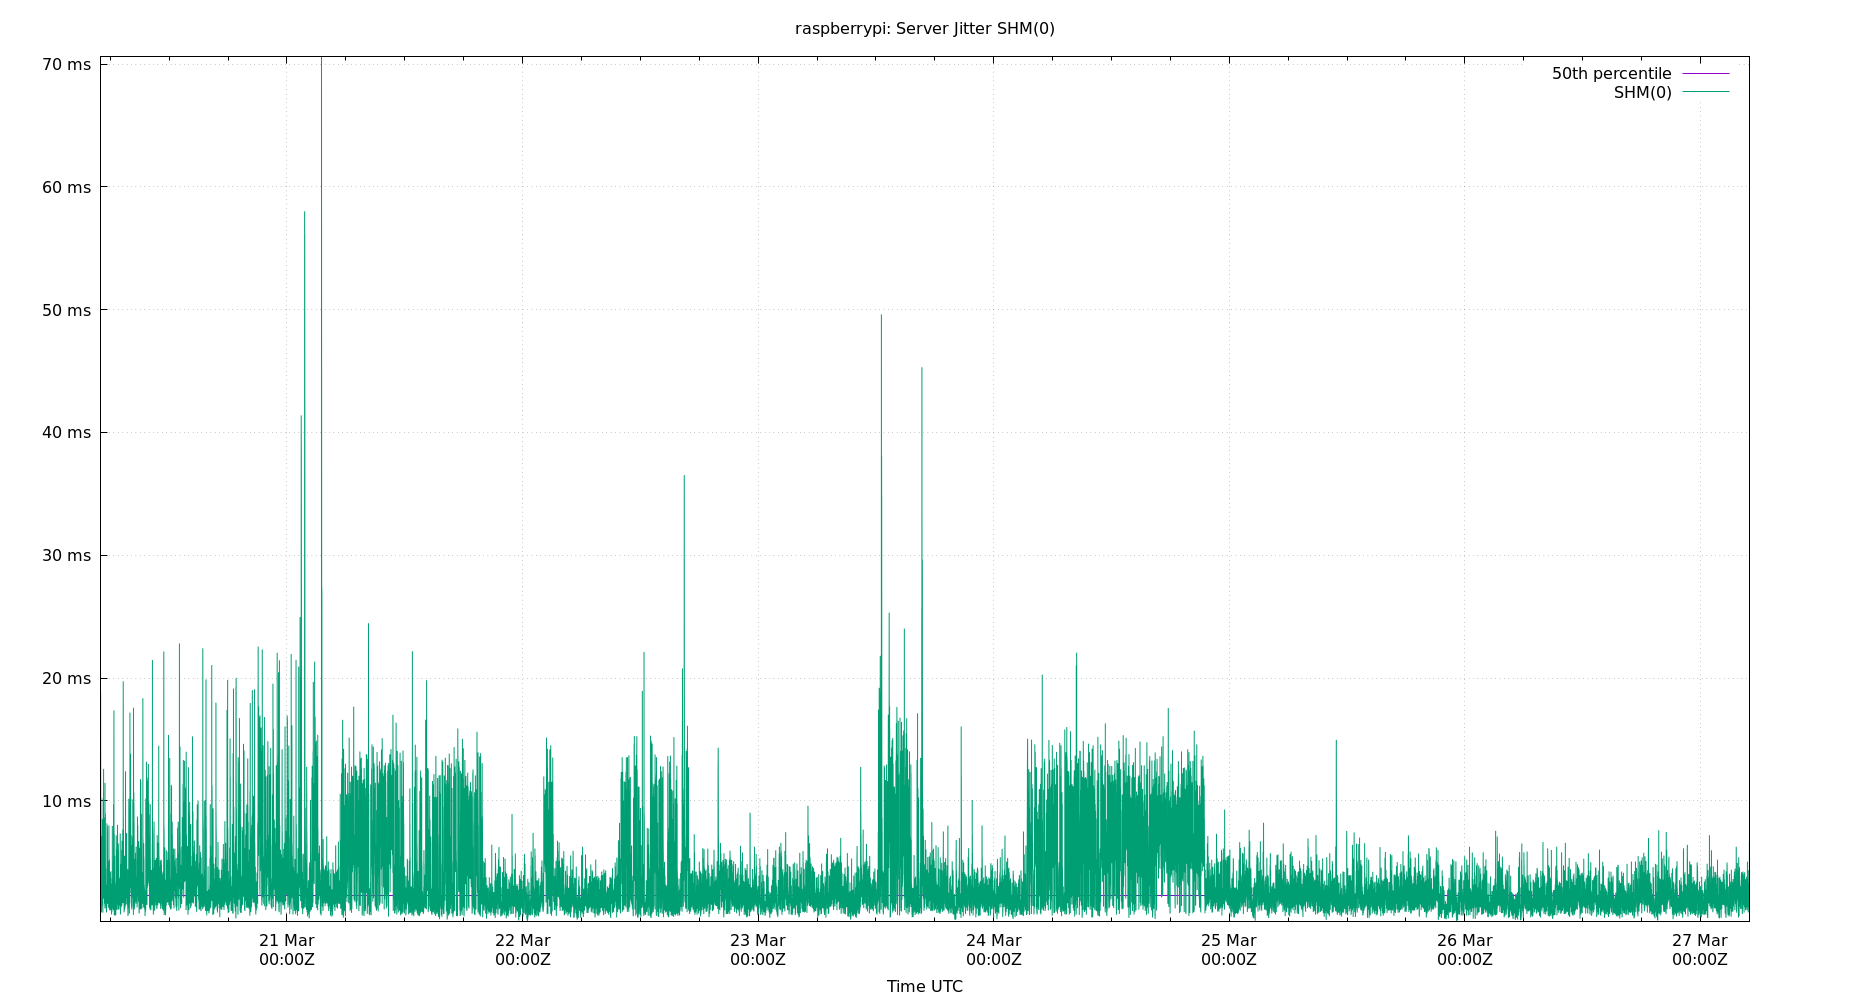 raspberrypi: Server Jitter SHM(0)
70 ms
60 ms
50 ms
40 ms
30 ms
20 ms
10 ms
50th percentile
SHM(0)
21 Mar 22 Mar 23 Mar 24 Mar 25 Mar 26 Mar 27 Mar
00:00Z 00:00Z 00:00Z 00:00Z 00:00Z 00:00Z 00:00Z
Time UTC